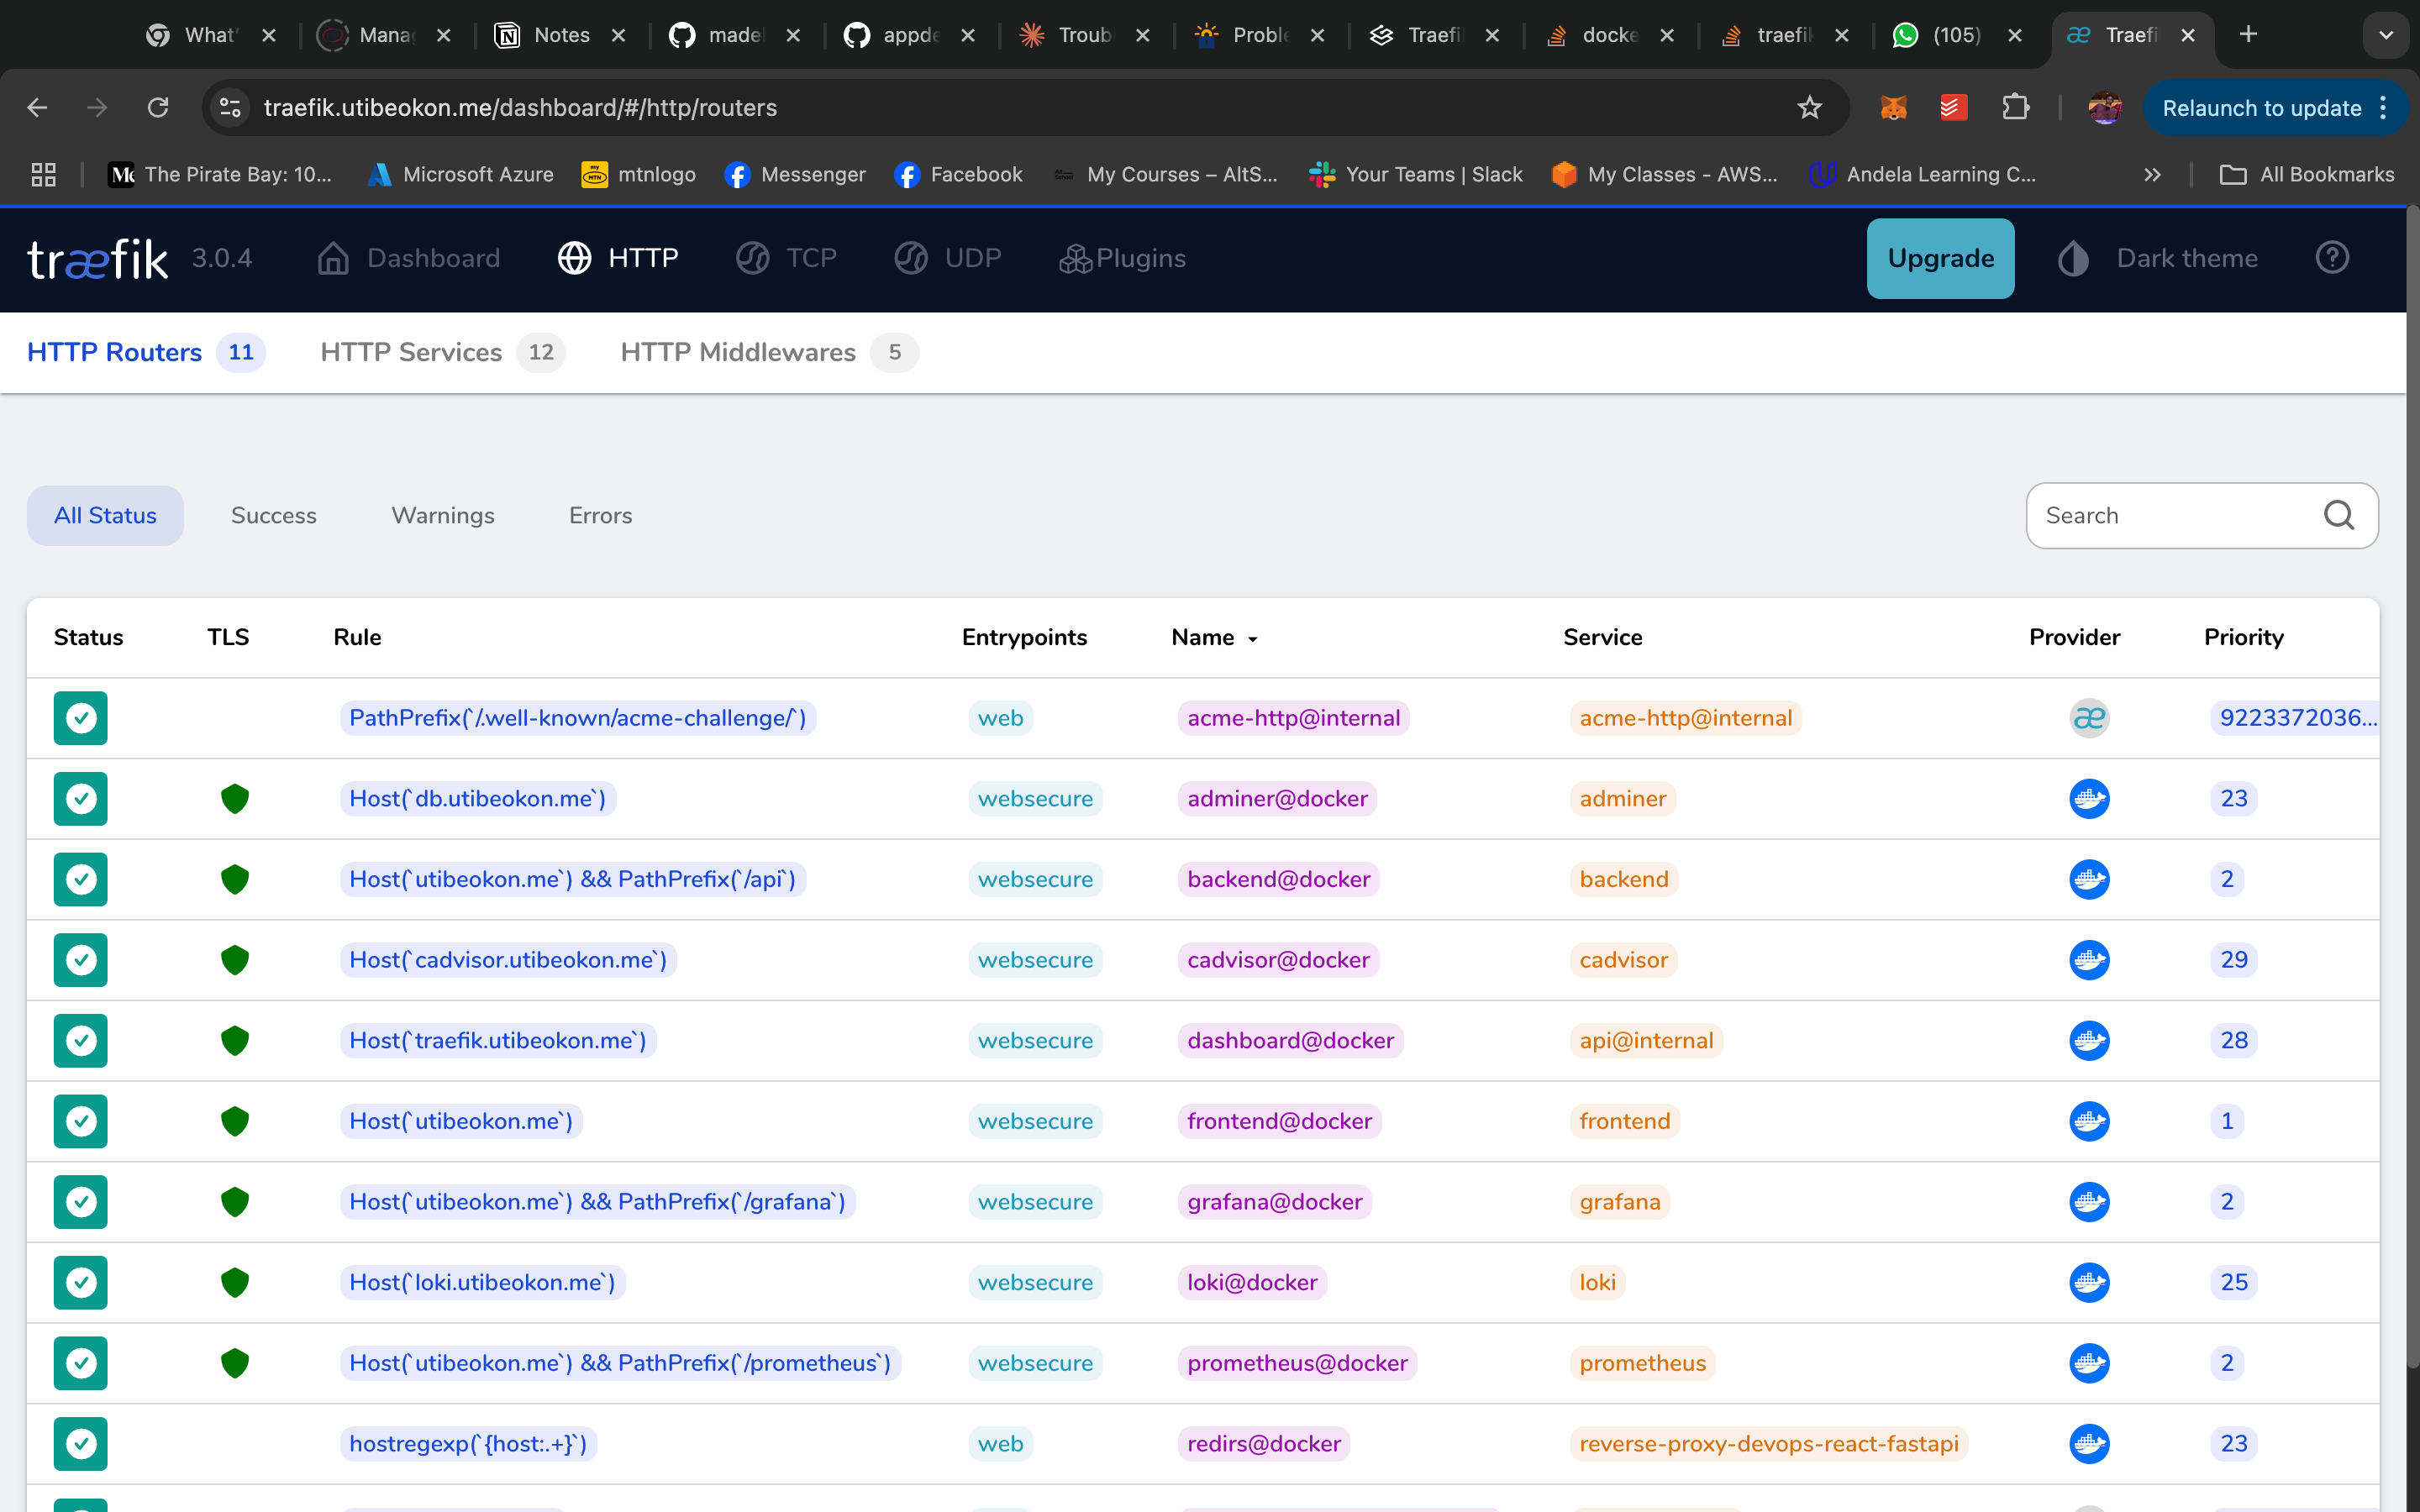 What'
Mana
Notes
made
appde
Troub
Proble
Traefi
docke
traefik
(105)
Traefi
traefik.utibeokon.me/dashboard/#/http/routers
Relaunch to update
The Pirate Bay: 10...
Microsoft Azure
mtnlogo
Messenger
Facebook
My Courses – AltS...
Your Teams | Slack
My Classes - AWS...
Andela Learning C...
All Bookmarks
træfik 3.0.4
Dashboard
HTTP
TCP
UDP
Plugins
Upgrade
Dark theme
HTTP Routers 11
HTTP Services 12
HTTP Middlewares 5
All Status
Success
Warnings
Errors
Search
Status TLS Rule Entrypoints Name Service Provider Priority
PathPrefix(`/.well-known/acme-challenge/`) web acme-http@internal acme-http@internal æ 9223372036...
Host(`db.utibeokon.me`) websecure adminer@docker adminer 23
Host(`utibeokon.me`) && PathPrefix(`/api`) websecure backend@docker backend 2
Host(`cadvisor.utibeokon.me`) websecure cadvisor@docker cadvisor 29
Host(`traefik.utibeokon.me`) websecure dashboard@docker api@internal 28
Host(`utibeokon.me`) websecure frontend@docker frontend 1
Host(`utibeokon.me`) && PathPrefix(`/grafana`) websecure grafana@docker grafana 2
Host(`loki.utibeokon.me`) websecure loki@docker loki 25
Host(`utibeokon.me`) && PathPrefix(`/prometheus`) websecure prometheus@docker prometheus 2
hostregexp(`{host:.+}`) web redirs@docker reverse-proxy-devops-react-fastapi 23